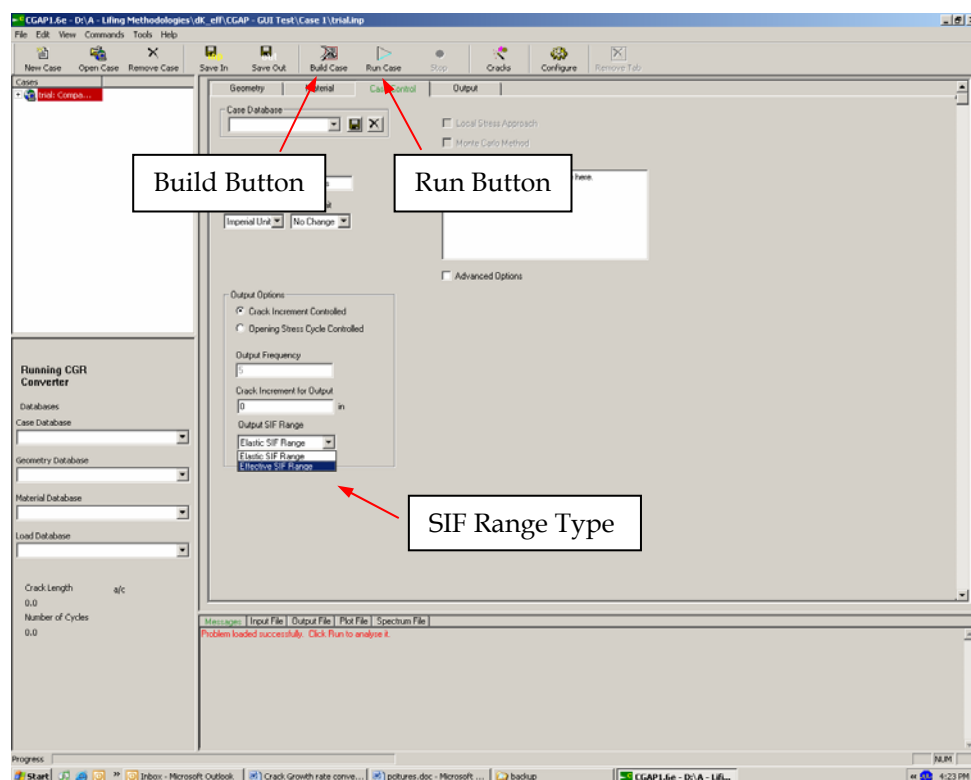 CGAP1.6e - D:\A - Lifing Methodologies\dK_eff\CGAP - GUI Test\Case 1\trial.inp
File Edit View Commands Tools Help
New Case Open Case Remove Case Save In Save Out Build Case Run Case Stop Cracks Configure Remove Tab
Cases
trial: Compa...
Geometry Material Case Control Output
Case Database
Local Stress Approach
Monte Carlo Method
Build Button
Run Button
here.
Imperial Unit No Change
Advanced Options
Output Options
Crack Increment Controlled
Opening Stress Cycle Controlled
Output Frequency
5
Crack Increment for Output
0 in
Output SIF Range
Elastic SIF Range
Elastic SIF Range
Effective SIF Range
SIF Range Type
Running CGR
Converter
Databases
Case Database
Geometry Database
Material Database
Load Database
Crack Length a/c
0.0
Number of Cycles
0.0
Messages Input File Output File Plot File Spectrum File
Problem loaded successfully. Click Run to analyse it.
Progress: NUM
Start Inbox - Microsoft Outlook Crack Growth rate conve... poitures.doc - Microsoft ... backup CGAP1.6e - D:\A - Lifi... 4:23 PM